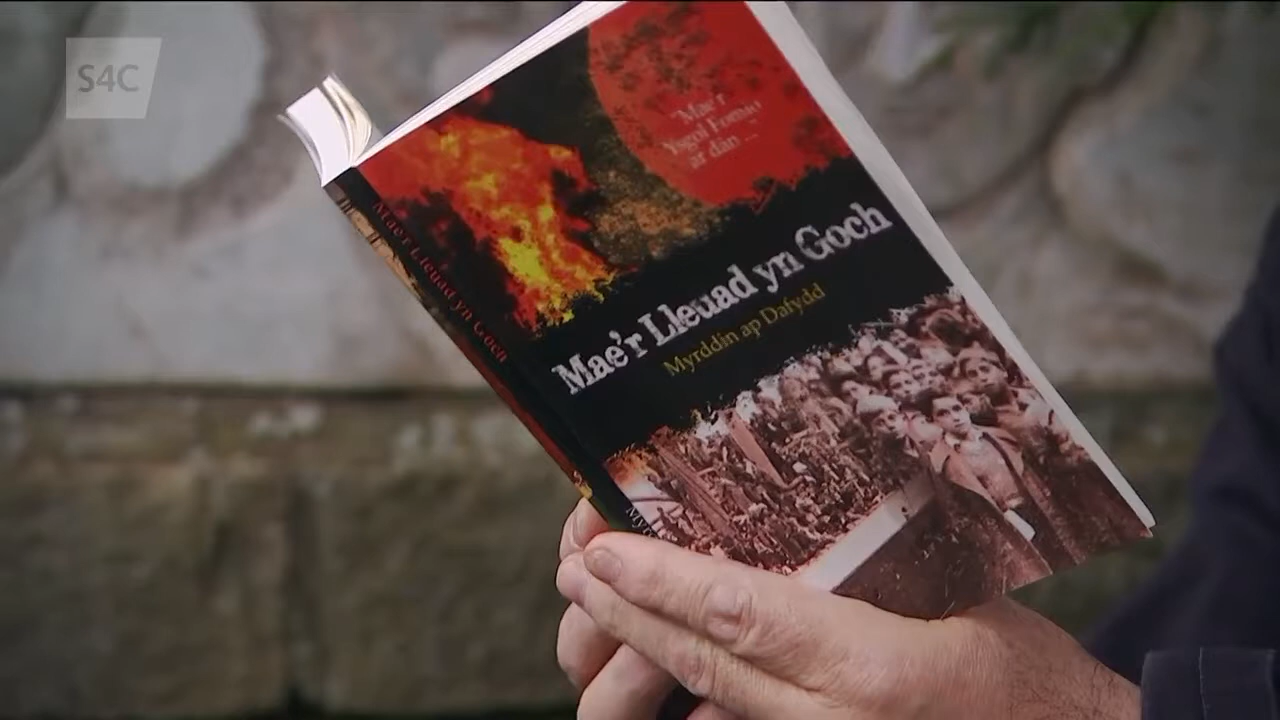 S4C
"Mae'r
Ysgol Fomio
ar dân ...
Mae'r Lleuad yn Goch
Myrddin ap Dafydd
Mae'r Lleuad yn Goch